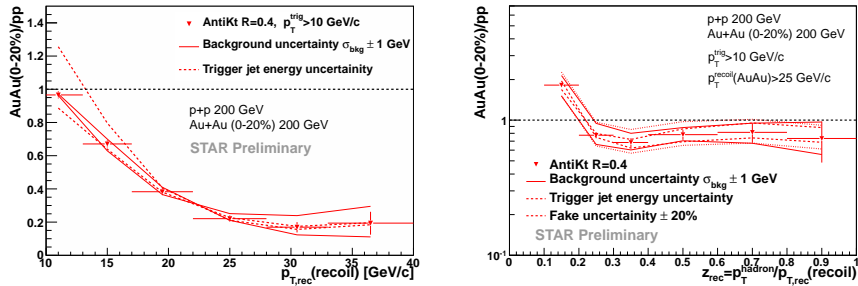 AuAu(0-20%)/pp
1.4
1.2
1
0.8
0.6
0.4
0.2
0
AntiKt R=0.4, p_T^trig>10 GeV/c
Background uncertainty σ_bkg ± 1 GeV
Trigger jet energy uncertainity
p+p 200 GeV
Au+Au (0-20%) 200 GeV
STAR Preliminary
10 15 20 25 30 35 40
p_T,rec(recoil) [GeV/c]
AuAu(0-20%)/pp
1
10^-1
p+p 200 GeV
Au+Au (0-20%) 200 GeV
p_T^trig>10 GeV/c
p_T^recoil(AuAu)>25 GeV/c
AntiKt R=0.4
Background uncertainty σ_bkg ± 1 GeV
Trigger jet energy uncertainty
Fake uncertainity ± 20%
STAR Preliminary
0 0.1 0.2 0.3 0.4 0.5 0.6 0.7 0.8 0.9 1
z_rec=p_T^hadron/p_T,rec(recoil)